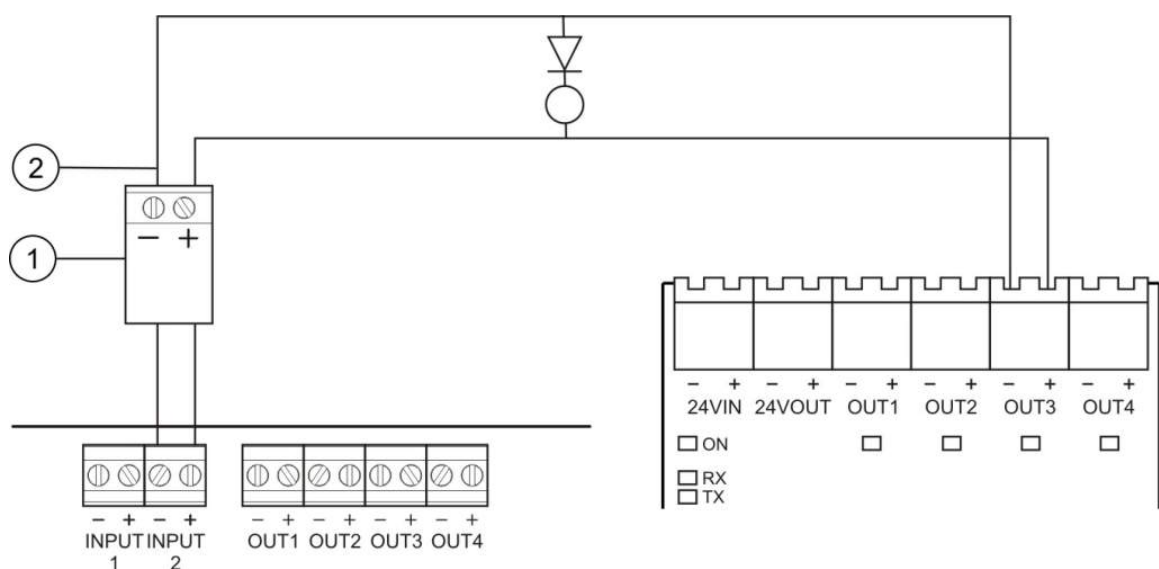 2
1
− +
− + − + − + − + − + − +
24VIN 24VOUT OUT1 OUT2 OUT3 OUT4
ON
RX
TX
− + − + − + − + − + − +
INPUT 1 INPUT 2 OUT1 OUT2 OUT3 OUT4